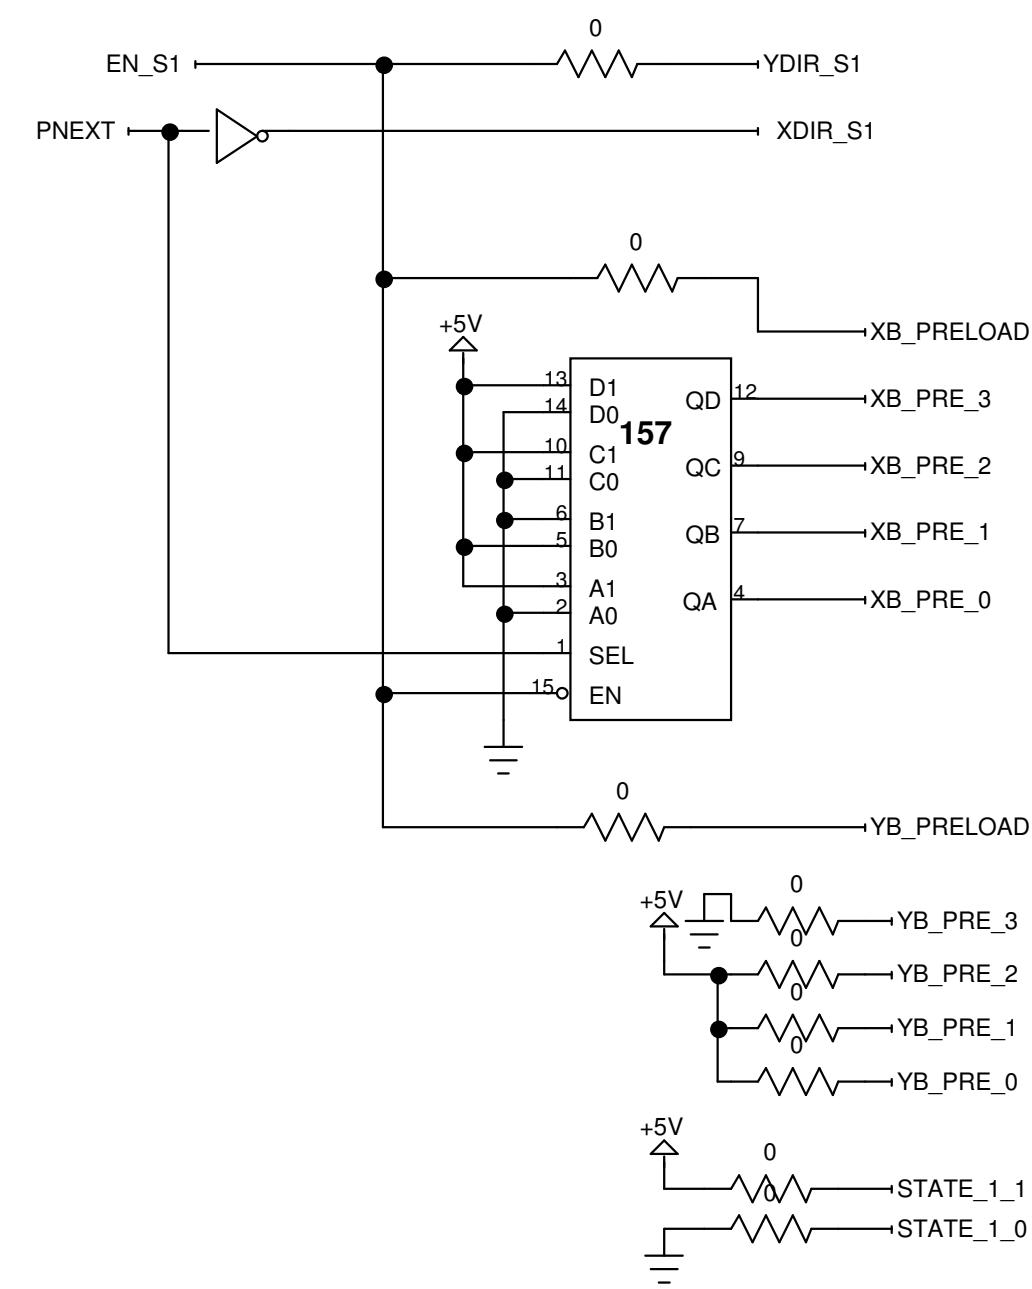 0
EN_S1
YDIR_S1
PNEXT
XDIR_S1
0
XB_PRELOAD
+5V
13
D1
14
D0
157
QD
12
XB_PRE_3
10
C1
11
C0
QC
9
XB_PRE_2
6
B1
5
B0
QB
7
XB_PRE_1
3
A1
2
A0
QA
4
XB_PRE_0
1
SEL
15
EN
0
YB_PRELOAD
+5V
0
YB_PRE_3
0
YB_PRE_2
0
YB_PRE_1
0
YB_PRE_0
+5V
0
STATE_1_1
0
STATE_1_0